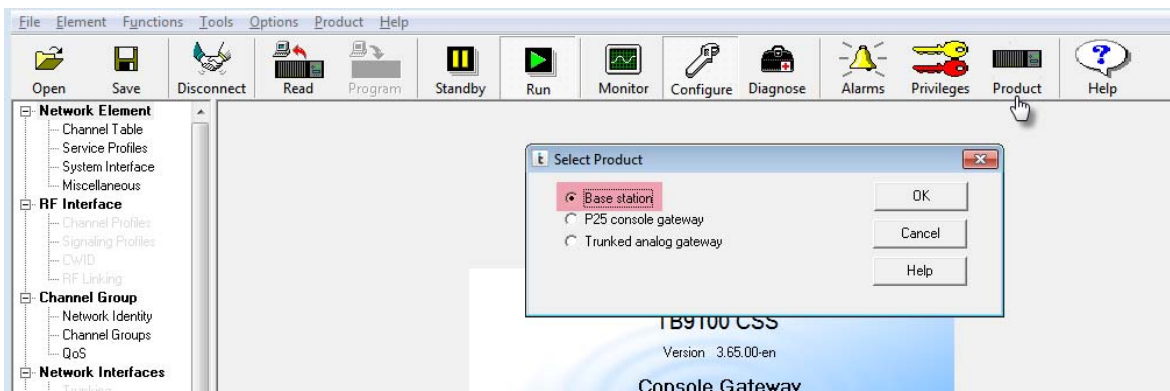 File Element Functions Tools Options Product Help
Open Save Disconnect Read Program Standby Run Monitor Configure Diagnose Alarms Privileges Product Help
Network Element
Channel Table
Service Profiles
System Interface
Miscellaneous
RF Interface
Channel Profiles
Signaling Profiles
CWID
RF Linking
Channel Group
Network Identity
Channel Groups
QoS
Network Interfaces
Select Product
Base station
P25 console gateway
Trunked analog gateway
OK
Cancel
Help
TB9100 CSS
Version 3.65.00-en
Console Gateway